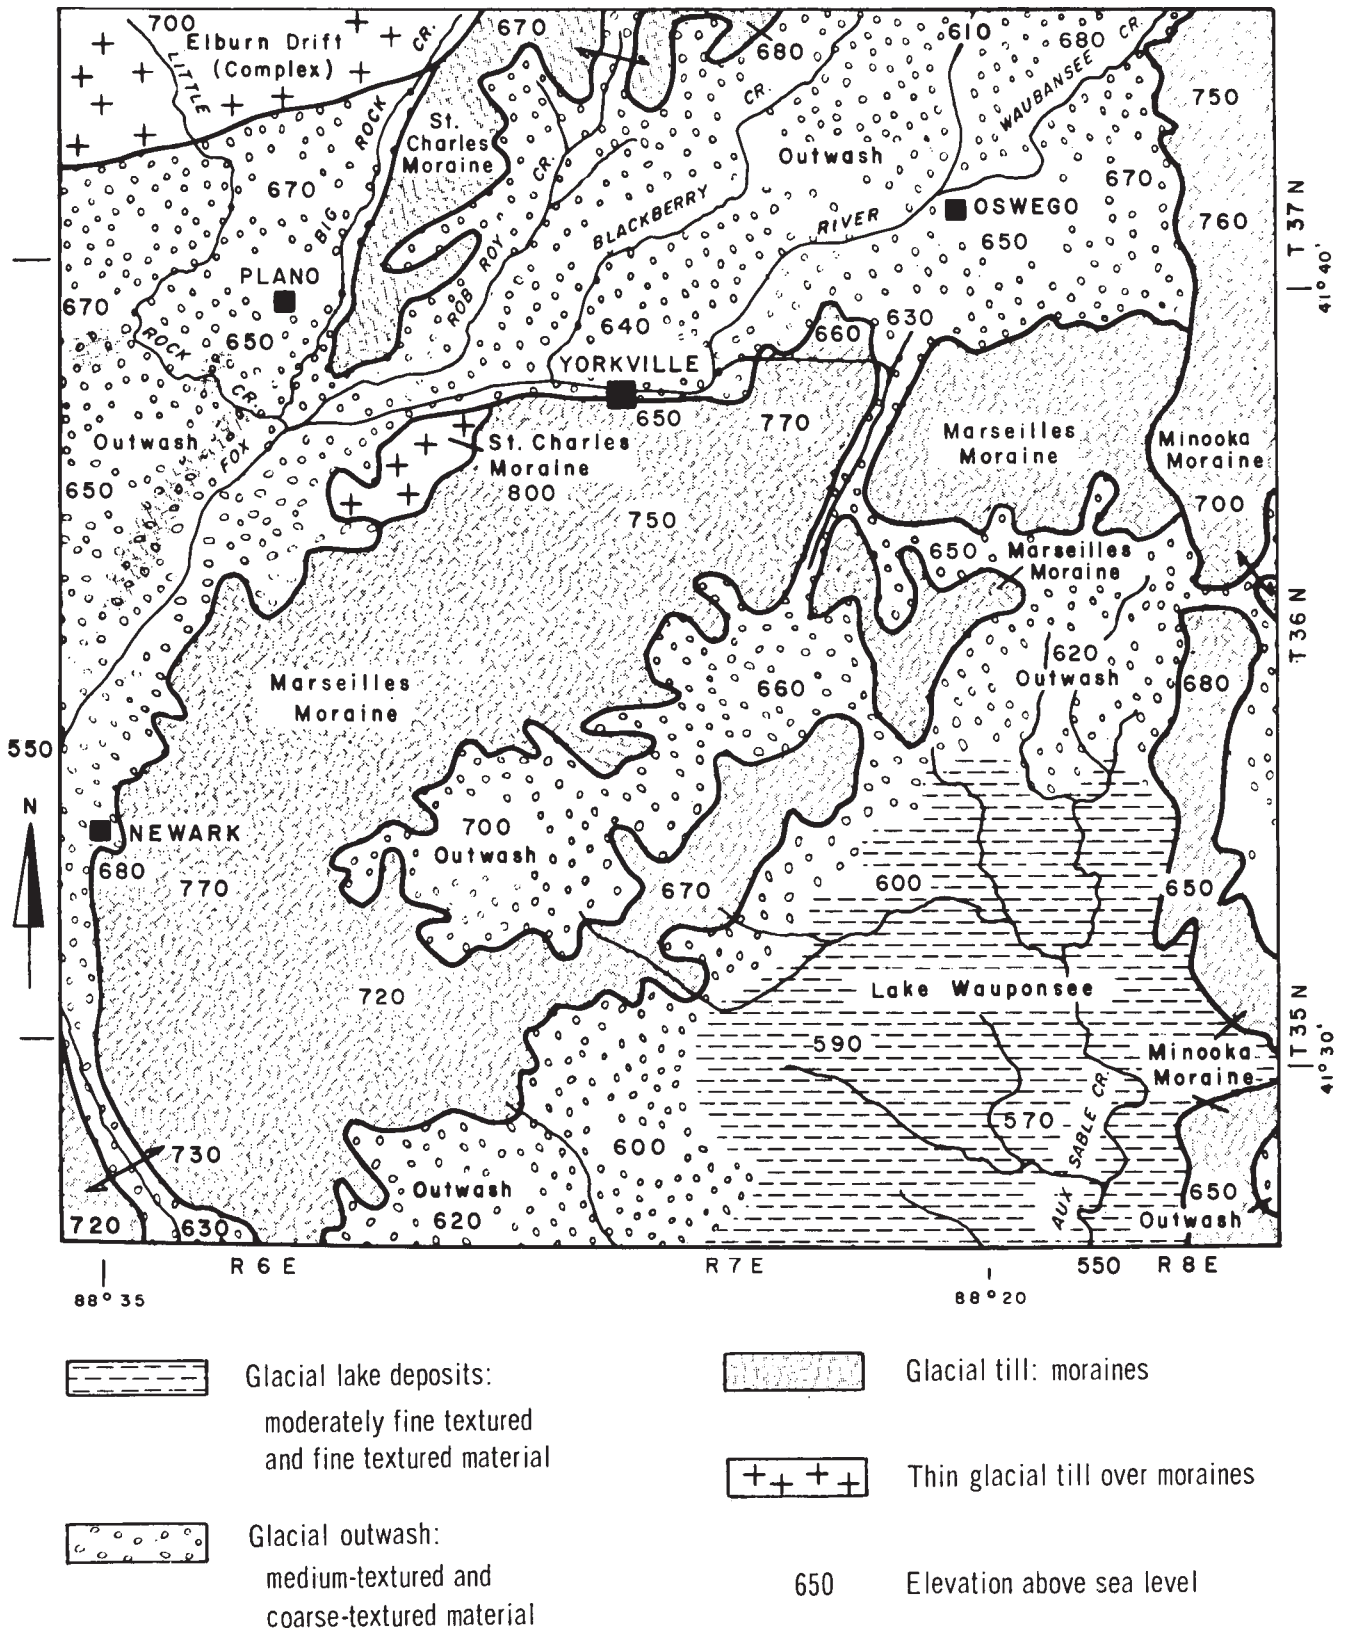 700
Elburn Drift
(Complex)
LITTLE
ROCK
CR.
BIG
ROCK
CR.
670
680
610
680
CR.
WAUBANSEE
750
St.
Charles
Moraine
CR.
ROY
ROB
CR.
BLACKBERRY
Outwash
RIVER
670
670
OSWEGO
650
760
T 37 N
41° 40'
PLANO
670
650
640
660
630
YORKVILLE
650
770
Outwash
FOX
St. Charles
Moraine
800
Marseilles
Moraine
Minooka
Moraine
650
750
700
650
Marseilles
Moraine
T 36 N
620
Outwash
Marseilles
Moraine
660
680
550
N
NEWARK
680
770
700
Outwash
670
600
650
720
Lake Wauponsee
590
T 35 N
41° 30'
Minooka
Moraine
SABLE CR.
AUX
570
600
730
720
630
Outwash
620
650
Outwash
R 6 E
R 7 E
550
R 8 E
88° 35
88° 20
Glacial lake deposits:
moderately fine textured
and fine textured material
Glacial till: moraines
Thin glacial till over moraines
Glacial outwash:
medium-textured and
coarse-textured material
650
Elevation above sea level